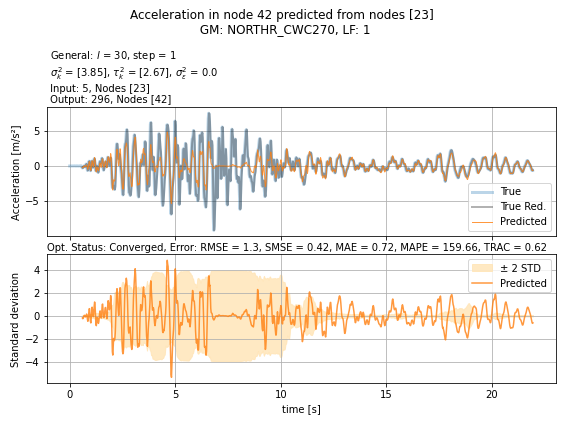 Acceleration in node 42 predicted from nodes [23]
GM: NORTHR_CWC270, LF: 1
General: l = 30, step = 1
σ²ₖ = [3.85], τ²ₖ = [2.67], σ²ε = 0.0
Input: 5, Nodes [23]
Output: 296, Nodes [42]
Acceleration [m/s²]
5
0
−5
True
True Red.
Predicted
Opt. Status: Converged, Error: RMSE = 1.3, SMSE = 0.42, MAE = 0.72, MAPE = 159.66, TRAC = 0.62
Standard deviation
4
2
0
−2
−4
± 2 STD
Predicted
0 5 10 15 20
time [s]